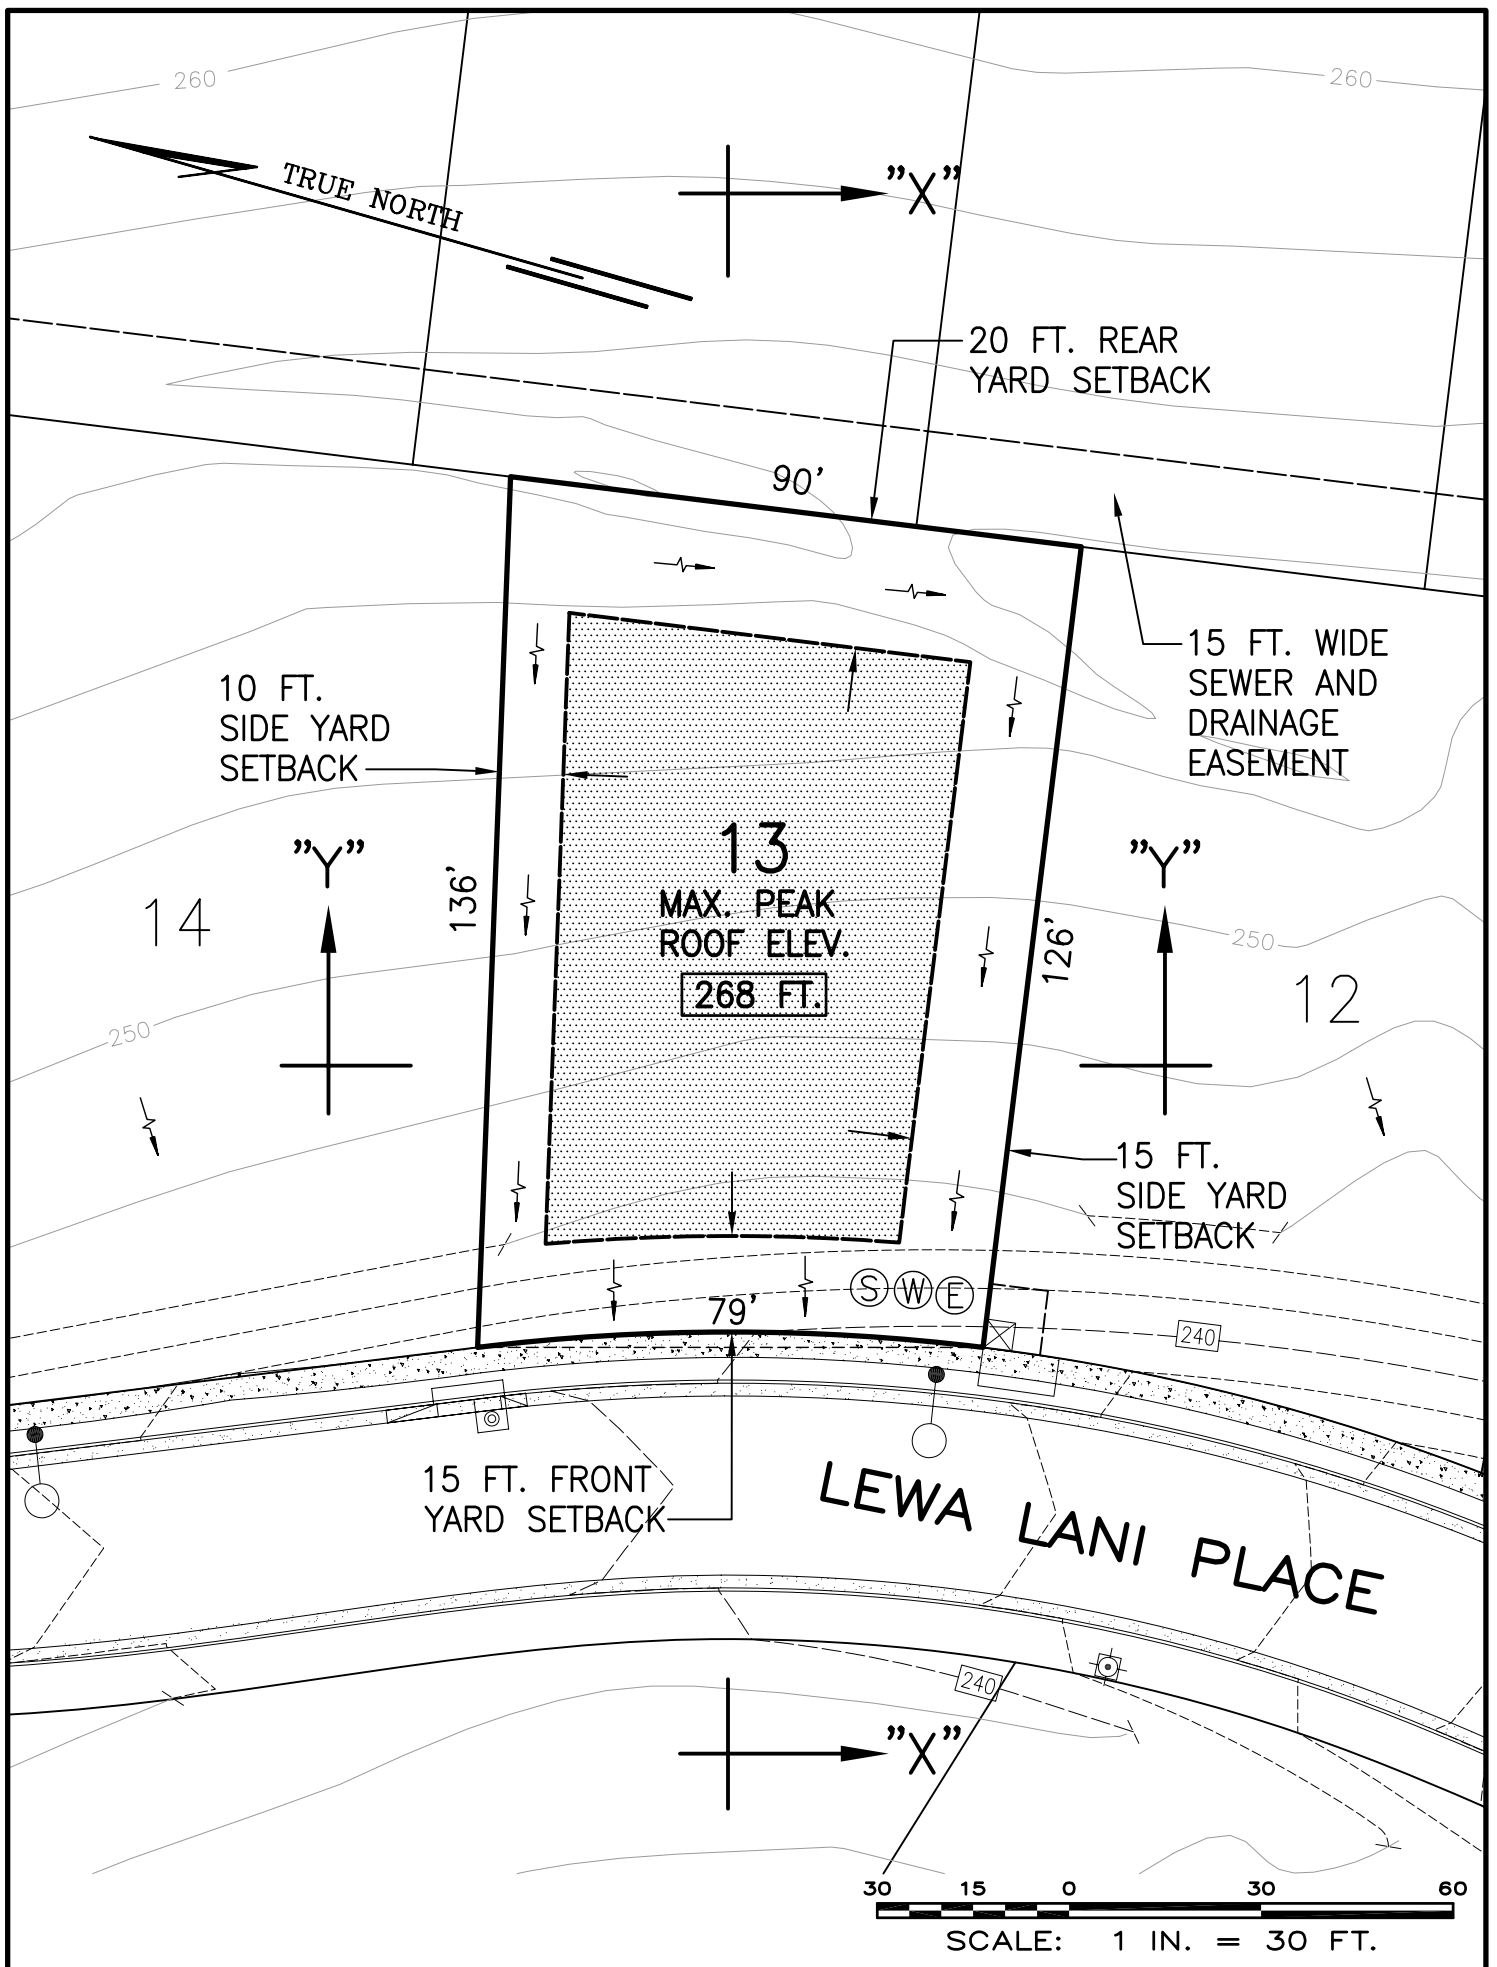 260
260
TRUE NORTH
"X"
20 FT. REAR
YARD SETBACK
90'
15 FT. WIDE
SEWER AND
DRAINAGE
EASEMENT
10 FT.
SIDE YARD
SETBACK
"Y"
"Y"
13
MAX. PEAK
ROOF ELEV.
268 FT.
136'
126'
14
250
12
250
15 FT.
SIDE YARD
SETBACK
S W E
79'
240
15 FT. FRONT
YARD SETBACK
LEWA LANI PLACE
240
"X"
30 15 0 30 60
SCALE: 1 IN. = 30 FT.